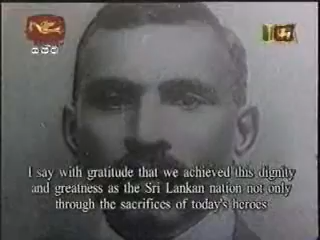 I say with gratitude that we achieved this dignity
and greatness as the Sri Lankan nation not only
through the sacrifices of today's heroes